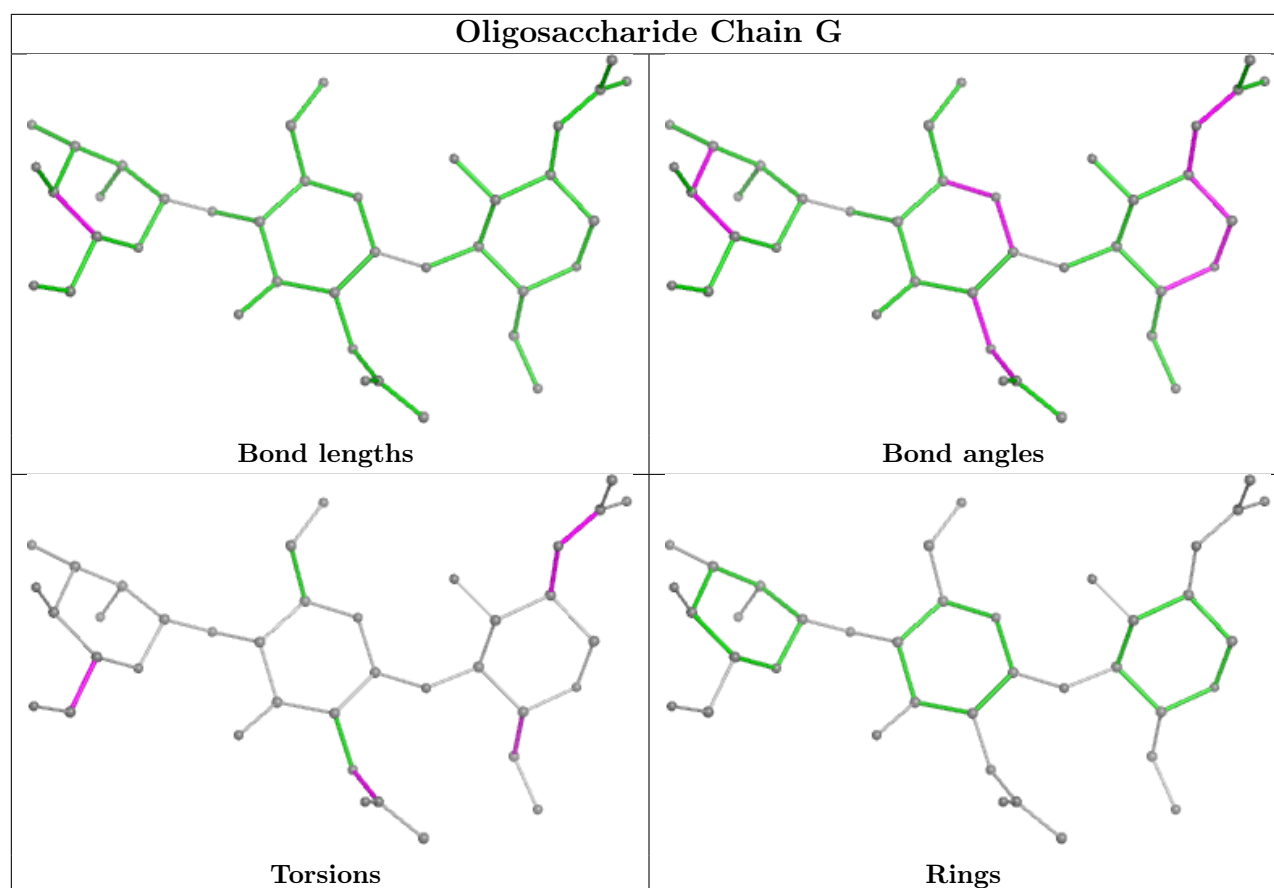 Oligosaccharide Chain G
Bond lengths
Bond angles
Torsions
Rings